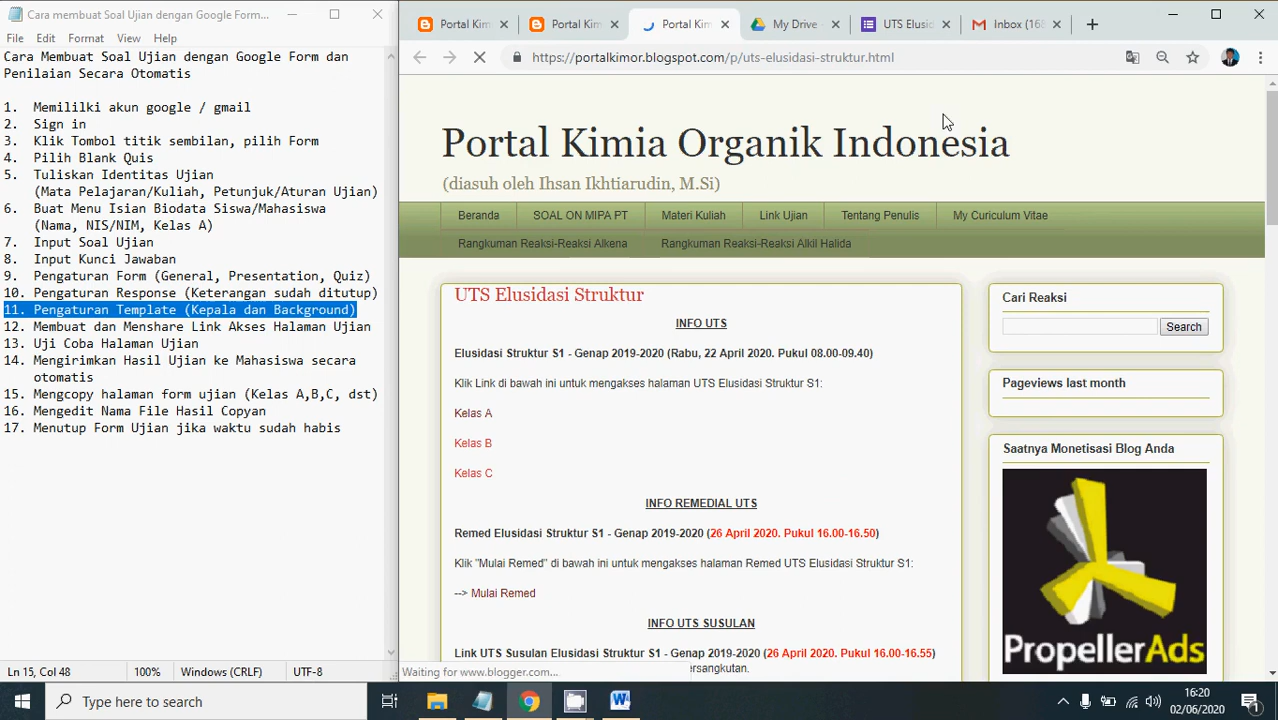 Cara membuat Soal Ujian dengan Google Form...
File Edit Format View Help
Cara Membuat Soal Ujian dengan Google Form dan
Penilaian Secara Otomatis
1. Memililki akun google / gmail
2. Sign in
3. Klik Tombol titik sembilan, pilih Form
4. Pilih Blank Quis
5. Tuliskan Identitas Ujian
(Mata Pelajaran/Kuliah, Petunjuk/Aturan Ujian)
6. Buat Menu Isian Biodata Siswa/Mahasiswa
(Nama, NIS/NIM, Kelas A)
7. Input Soal Ujian
8. Input Kunci Jawaban
9. Pengaturan Form (General, Presentation, Quiz)
10. Pengaturan Response (Keterangan sudah ditutup)
11. Pengaturan Template (Kepala dan Background)
12. Membuat dan Menshare Link Akses Halaman Ujian
13. Uji Coba Halaman Ujian
14. Mengirimkan Hasil Ujian ke Mahasiswa secara
otomatis
15. Mengcopy halaman form ujian (Kelas A,B,C, dst)
16. Mengedit Nama File Hasil Copyan
17. Menutup Form Ujian jika waktu sudah habis
Ln 15, Col 48 100% Windows (CRLF) UTF-8
Portal Kim Portal Kim Portal Kim My Drive - UTS Elusid Inbox (168
https://portalkimor.blogspot.com/p/uts-elusidasi-struktur.html
Portal Kimia Organik Indonesia
(diasuh oleh Ihsan Ikhtiarudin, M.Si)
Beranda SOAL ON MIPA PT Materi Kuliah Link Ujian Tentang Penulis My Curiculum Vitae
Rangkuman Reaksi-Reaksi Alkena Rangkuman Reaksi-Reaksi Alkil Halida
UTS Elusidasi Struktur
INFO UTS
Elusidasi Struktur S1 - Genap 2019-2020 (Rabu, 22 April 2020. Pukul 08.00-09.40)
Klik Link di bawah ini untuk mengakses halaman UTS Elusidasi Struktur S1:
Kelas A
Kelas B
Kelas C
INFO REMEDIAL UTS
Remed Elusidasi Struktur S1 - Genap 2019-2020 (26 April 2020. Pukul 16.00-16.50)
Klik "Mulai Remed" di bawah ini untuk mengakses halaman Remed UTS Elusidasi Struktur S1:
--> Mulai Remed
INFO UTS SUSULAN
Link UTS Susulan Elusidasi Struktur S1 - Genap 2019-2020 (26 April 2020. Pukul 16.00-16.55)
ersangkutan.
Cari Reaksi
Search
Pageviews last month
Saatnya Monetisasi Blog Anda
PropellerAds
Waiting for www.blogger.com...
Type here to search
16:20
02/06/2020
1